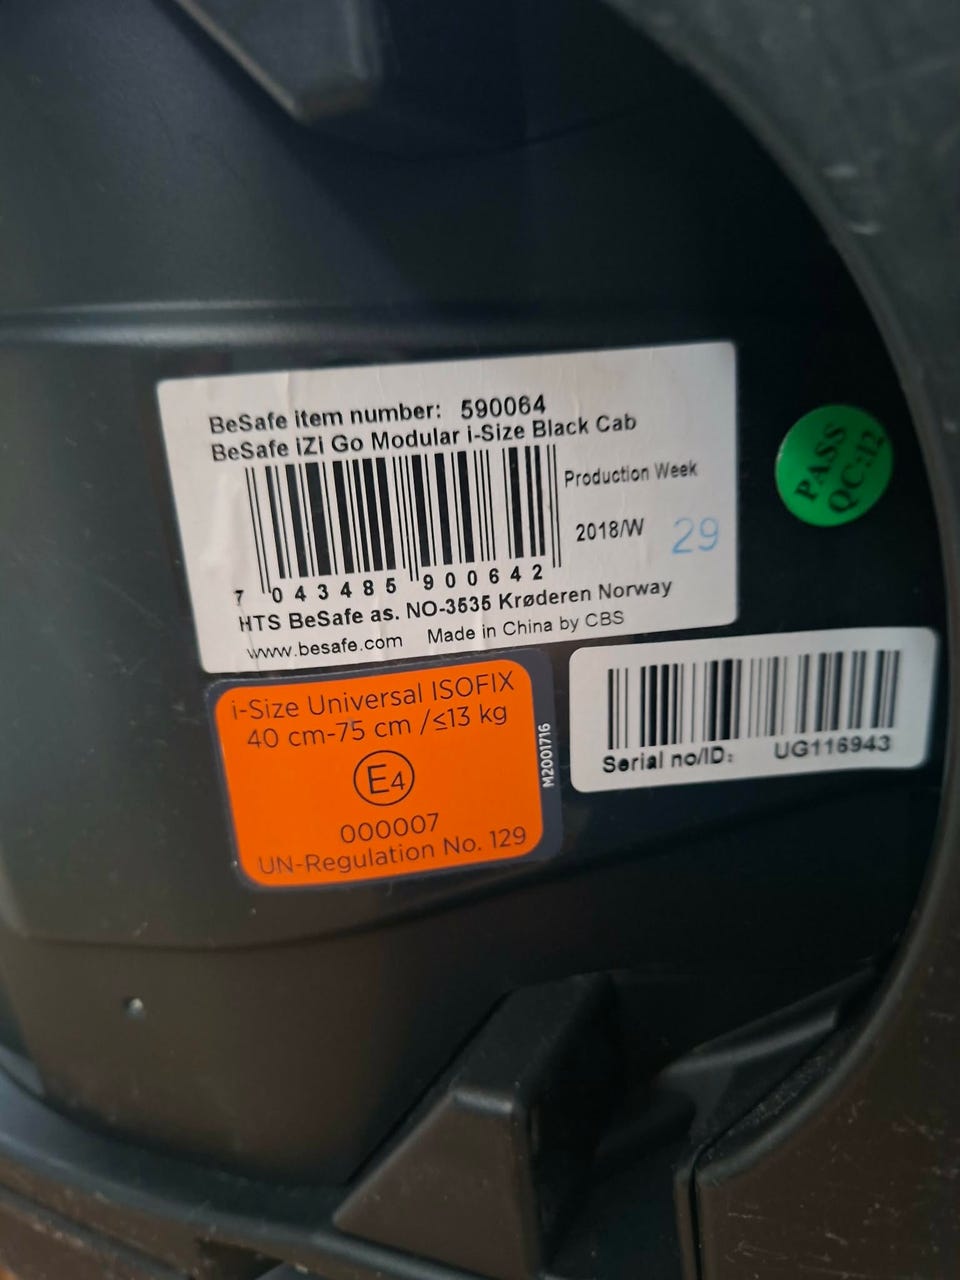 BeSafe item number: 590064
BeSafe iZi Go Modular i-Size Black Cab
Production Week
2018/W 29
7 043485 900642
HTS BeSafe as. NO-3535 Krøderen Norway
www.besafe.com Made in China by CBS
PASS
QC:12
i-Size Universal ISOFIX
40 cm-75 cm /≤13 kg
E4
000007
UN-Regulation No. 129
M2001716
Serial no/ID: UG116943